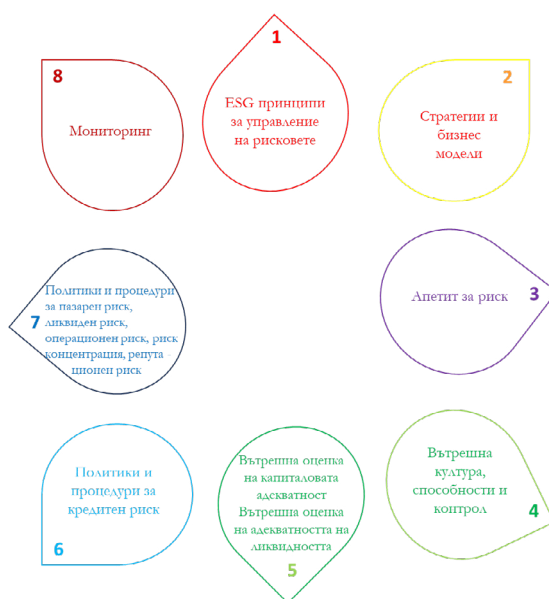 1
ESG принципи
за управление
на рисковете
2
Стратегии и
бизнес
модели
Апетит за риск
3
Вътрешна
култура,
способности и
контрол
4
Вътрешна оценка
на капиталовата
адекватност
Вътрешна оценка
на адекватността на
ликвидността
5
Политики и
процедури за
кредитен риск
6
Политики и процедури
за пазарен риск,
ликвиден риск,
операционен риск, риск
концентрация, репута
ционен риск
7
8
Мониторинг